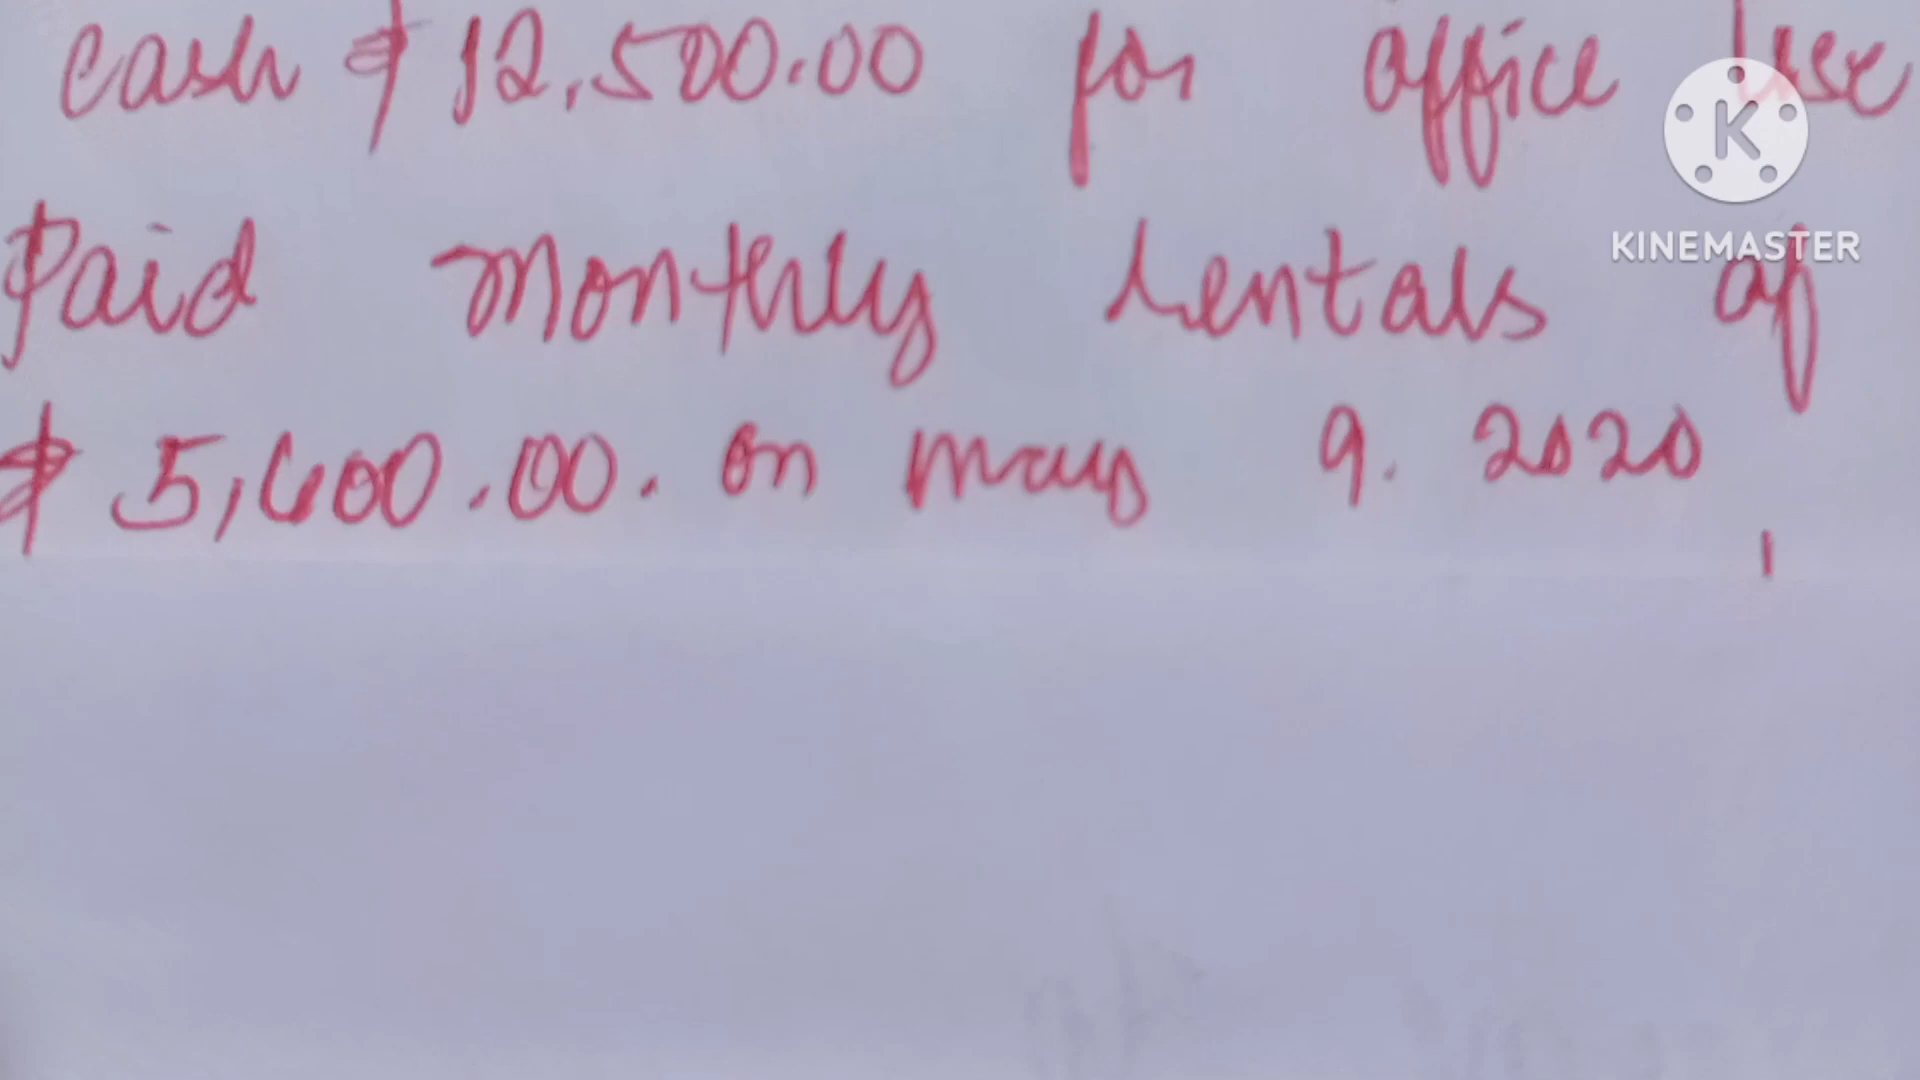 cash ₱ 12,500.00 for office use
Paid monthly rentals of
₱ 5,600.00. on may 9. 2020
KINEMASTER